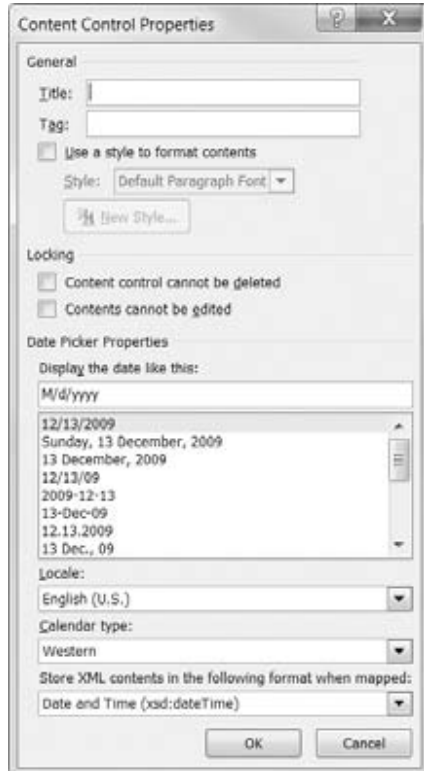 Content Control Properties
?
X
General
Title:
Tag:
Use a style to format contents
Style: Default Paragraph Font
New Style...
Locking
Content control cannot be deleted
Contents cannot be edited
Date Picker Properties
Display the date like this:
M/d/yyyy
12/13/2009
Sunday, 13 December, 2009
13 December, 2009
12/13/09
2009-12-13
13-Dec-09
12.13.2009
13 Dec., 09
Locale:
English (U.S.)
Calendar type:
Western
Store XML contents in the following format when mapped:
Date and Time (xsd:dateTime)
OK Cancel